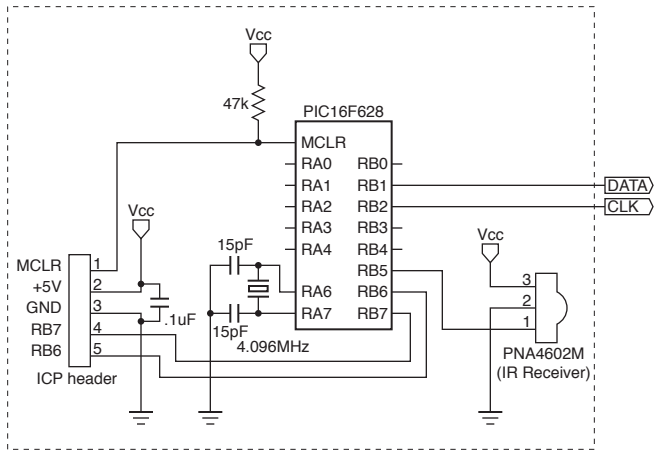 Vcc
47k
PIC16F628
MCLR
RA0 RB0
RA1 RB1
RA2 RB2
RA3 RB3
RA4 RB4
RB5
RA6 RB6
RA7 RB7
DATA
CLK
Vcc
15pF
15pF
4.096MHz
MCLR 1
+5V 2
GND 3
RB7 4
RB6 5
.1uF
ICP header
Vcc
3
2
1
PNA4602M
(IR Receiver)